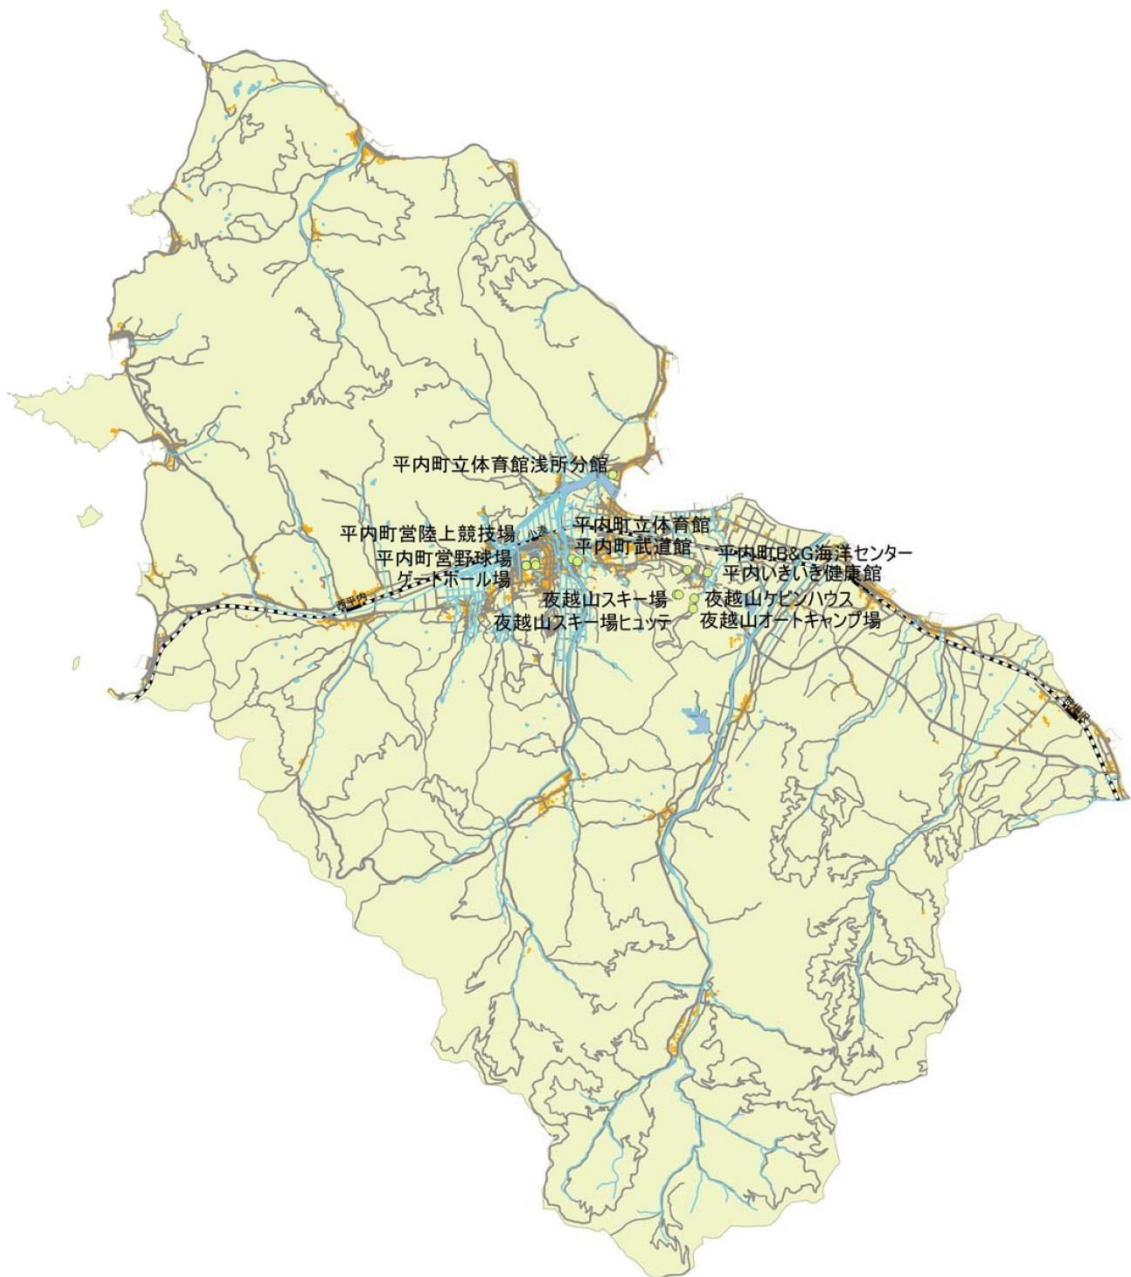 平内町立体育館浅所分館
平内町営陸上競技場
小湊
平内町立体育館
平内町営野球場
平内町武道館
平内町B&G海洋センター
ゲートボール場
平内いきいき健康館
西平内
夜越山スキー場
夜越山ケビンハウス
夜越山スキー場ヒュッテ
夜越山オートキャンプ場